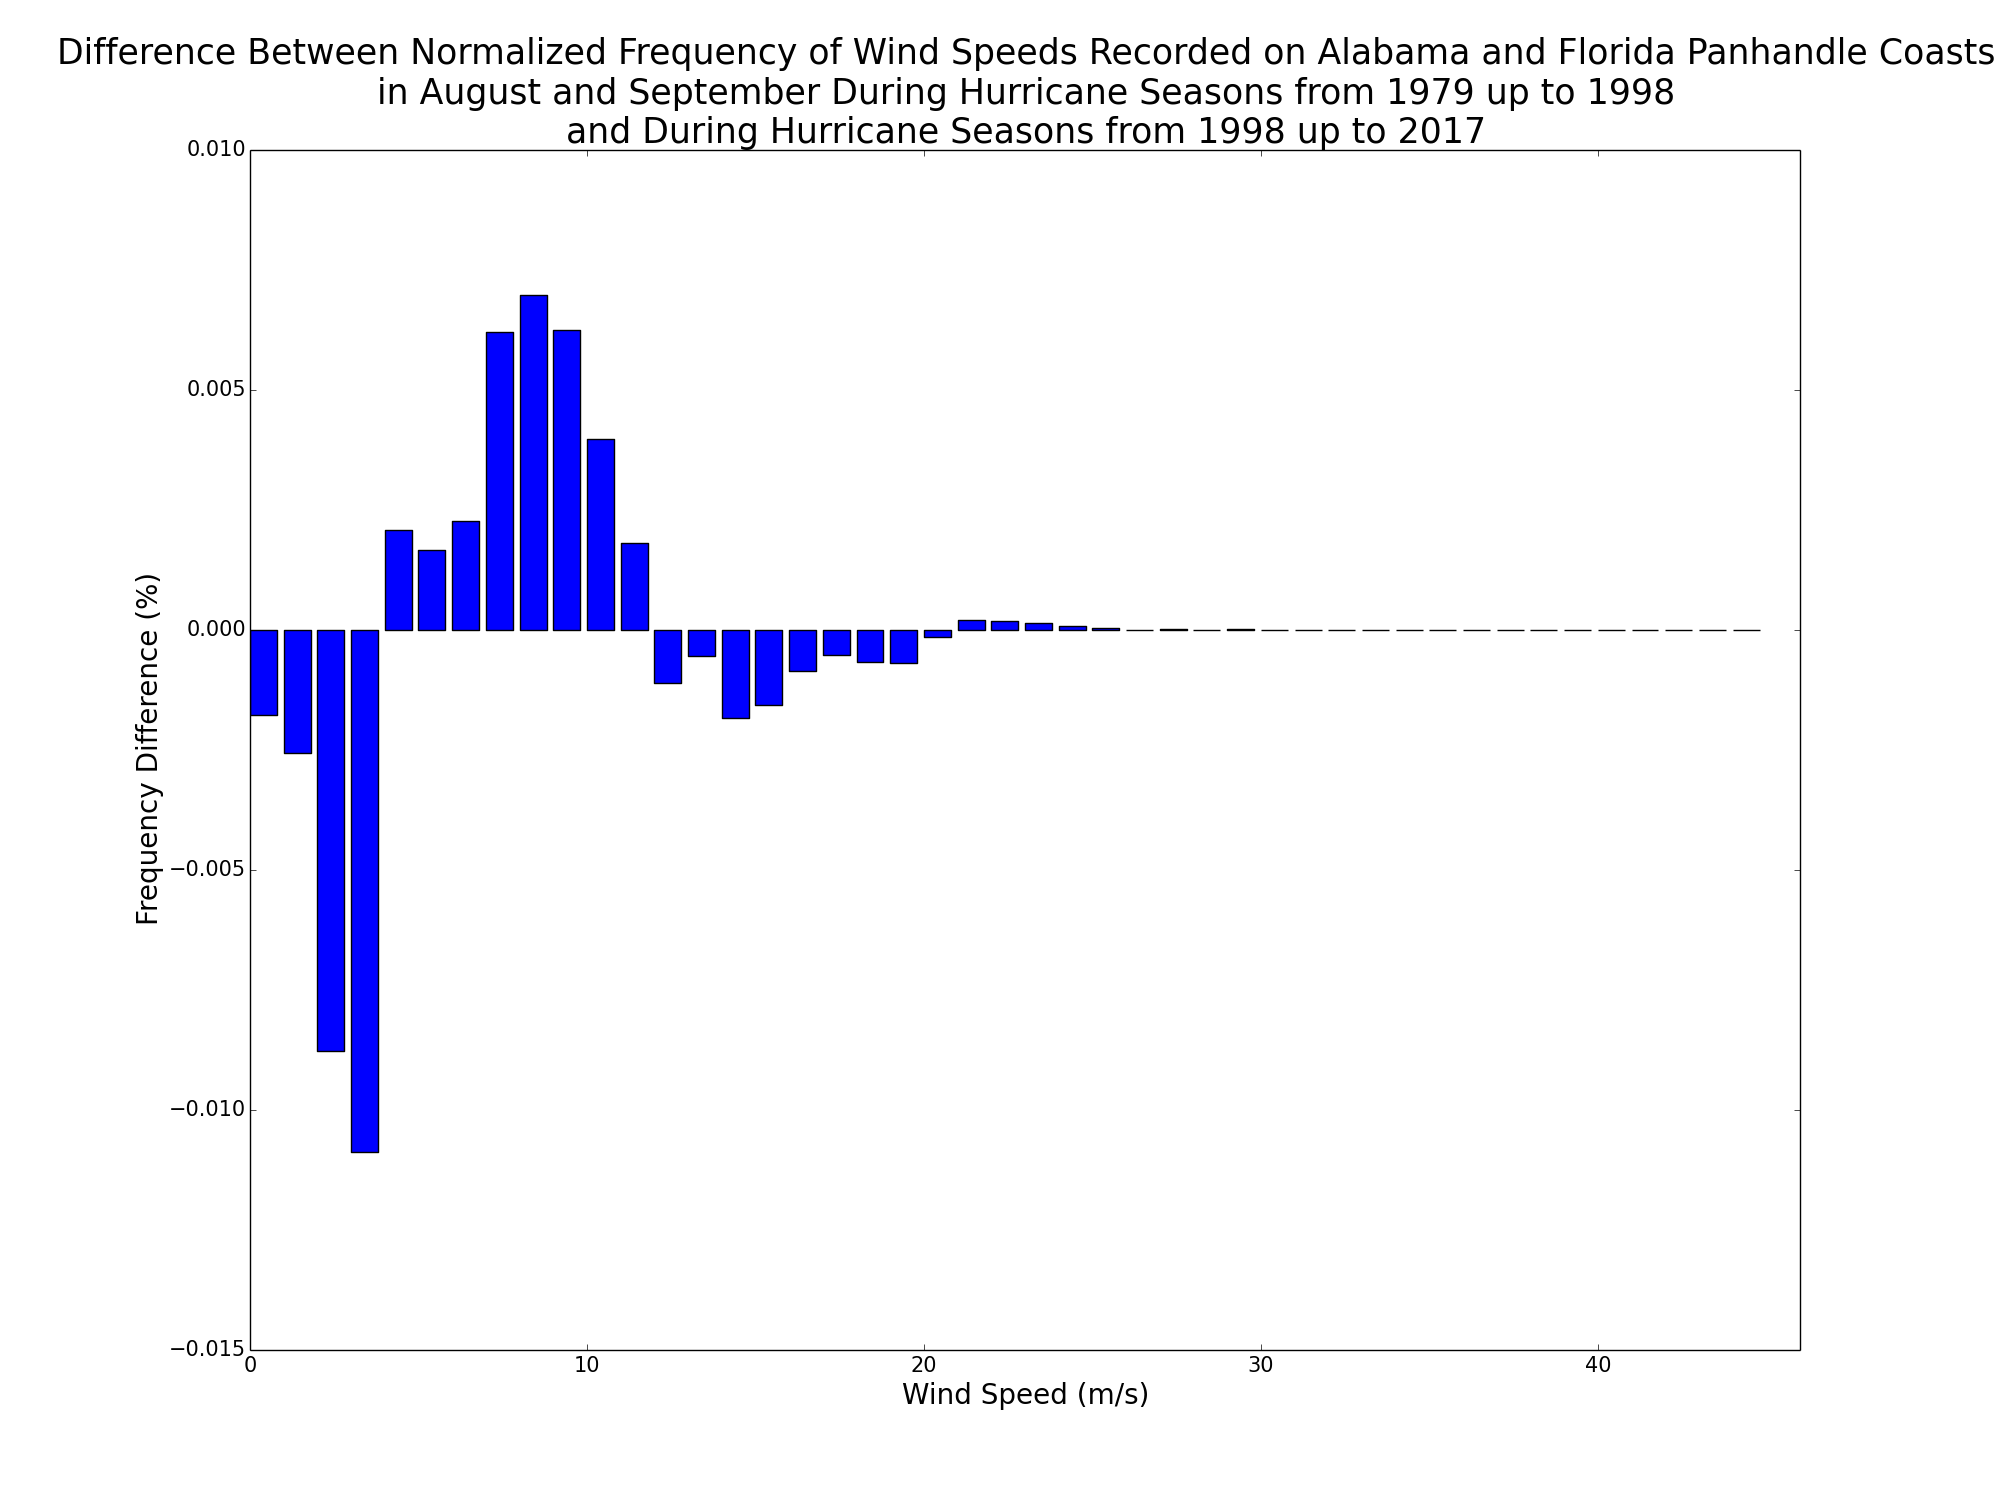 Difference Between Normalized Frequency of Wind Speeds Recorded on Alabama and Florida Panhandle Coasts
in August and September During Hurricane Seasons from 1979 up to 1998
and During Hurricane Seasons from 1998 up to 2017
0.010
0.005
0.000
−0.005
−0.010
−0.015
Frequency Difference (%)
0 10 20 30 40
Wind Speed (m/s)